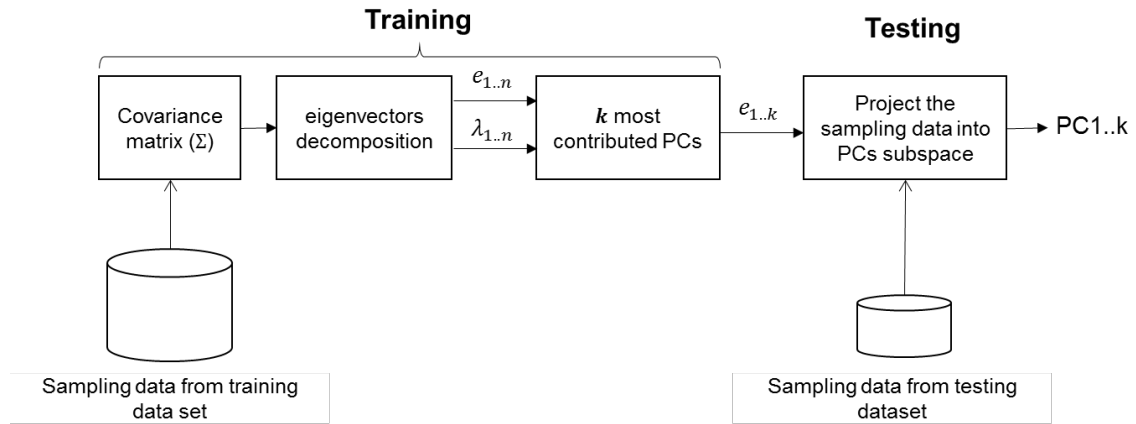 Training
Testing
Covariance
matrix (Σ)
eigenvectors
decomposition
e₁..ₙ
λ₁..ₙ
k most
contributed PCs
e₁..ₖ
Project the
sampling data into
PCs subspace
PC1..k
Sampling data from training
data set
Sampling data from testing
dataset